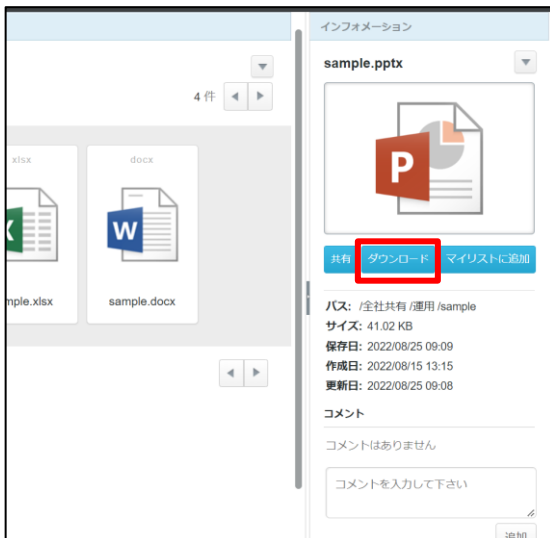 4 件
xlsx
docx
X
W
mple.xlsx
sample.docx
インフォメーション
sample.pptx
P
共有
ダウンロード
マイリストに追加
パス: /全社共有 /運用 /sample
サイズ: 41.02 KB
保存日: 2022/08/25 09:09
作成日: 2022/08/15 13:15
更新日: 2022/08/25 09:08
コメント
コメントはありません
コメントを入力して下さい
追加